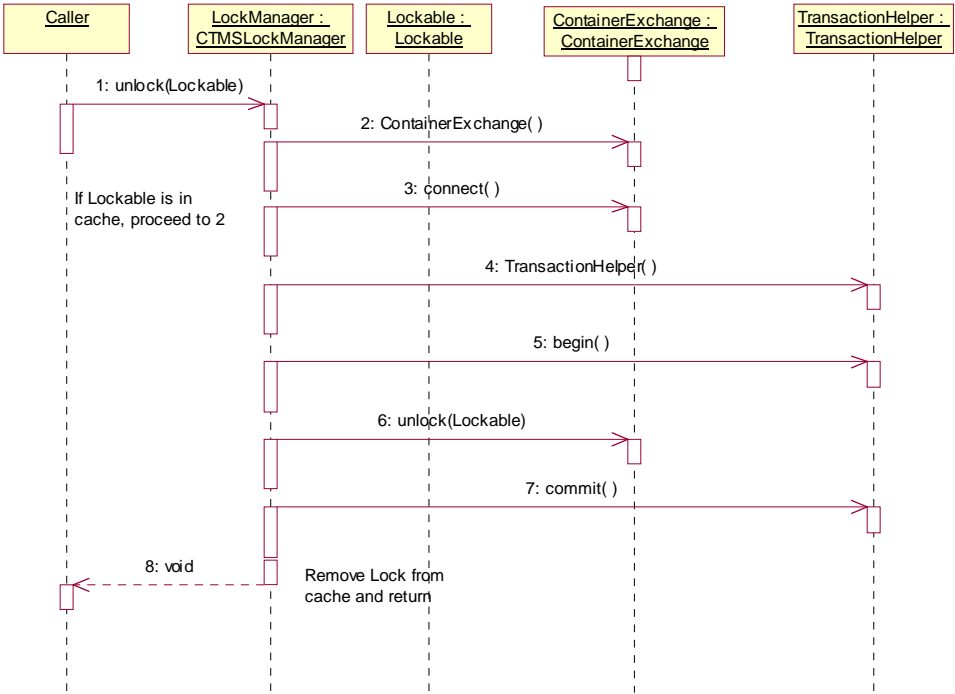 Caller
LockManager :
CTMSLockManager
Lockable :
Lockable
ContainerExchange :
ContainerExchange
TransactionHelper :
TransactionHelper
1: unlock(Lockable)
2: ContainerExchange( )
3: connect( )
If Lockable is in
cache, proceed to 2
4: TransactionHelper( )
5: begin( )
6: unlock(Lockable)
7: commit( )
8: void
Remove Lock from
cache and return